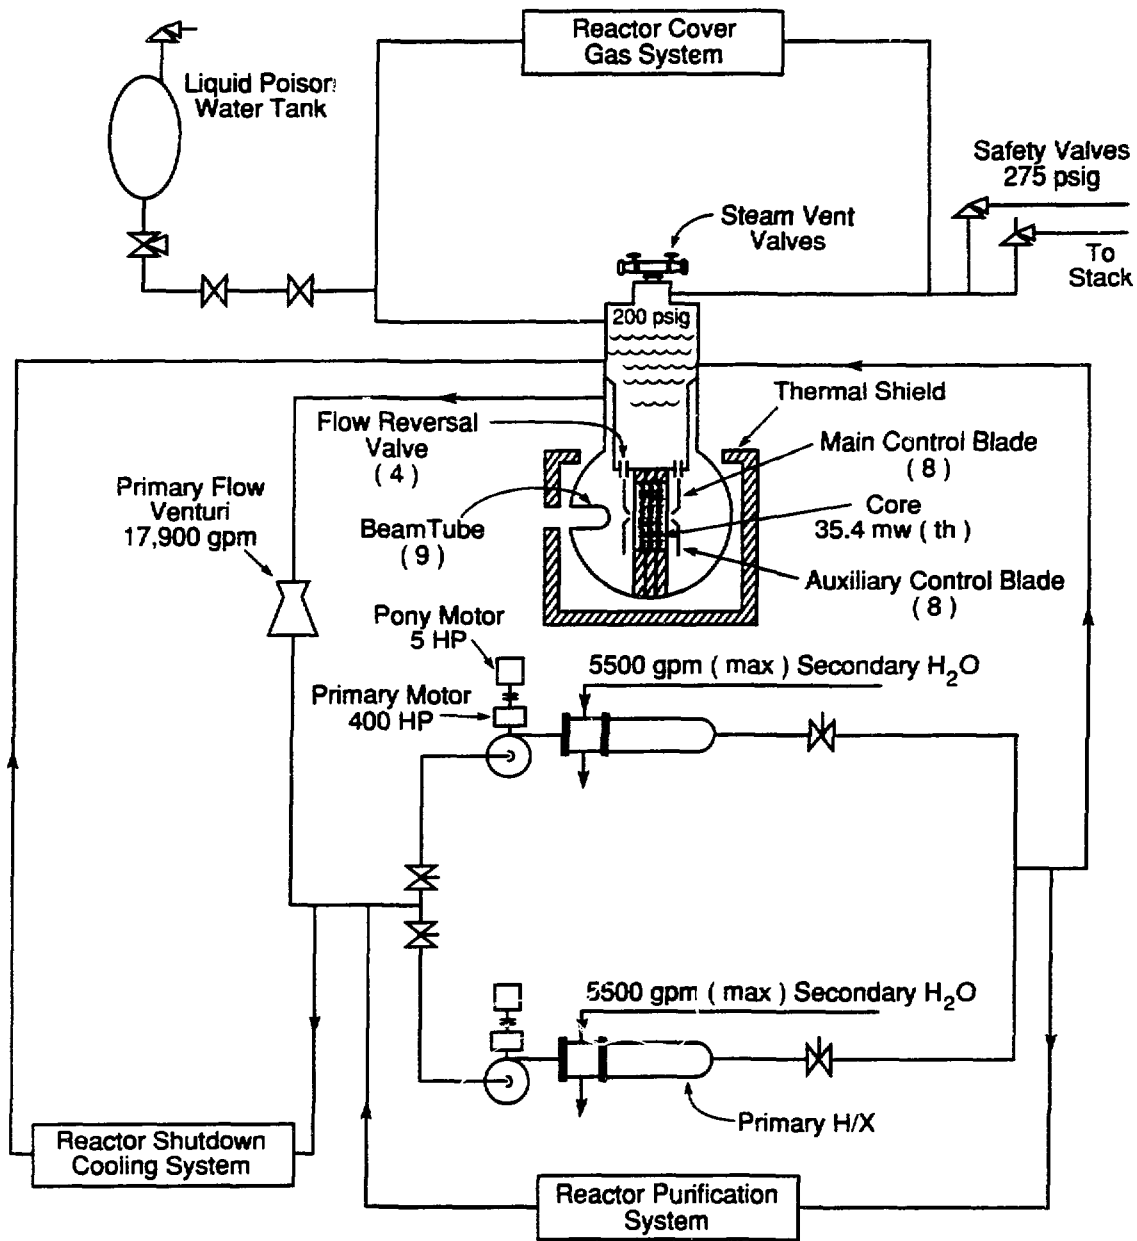 Reactor Cover
Gas System
Liquid Poison
Water Tank
Safety Valves
275 psig
Steam Vent
Valves
To
Stack
200 psig
Thermal Shield
Flow Reversal
Valve
( 4 )
Main Control Blade
( 8 )
Primary Flow
Venturi
17,900 gpm
BeamTube
( 9 )
Core
35.4 mw ( th )
Auxiliary Control Blade
( 8 )
Pony Motor
5 HP
5500 gpm ( max ) Secondary H₂O
Primary Motor
400 HP
5500 gpm ( max ) Secondary H₂O
Primary H/X
Reactor Shutdown
Cooling System
Reactor Purification
System